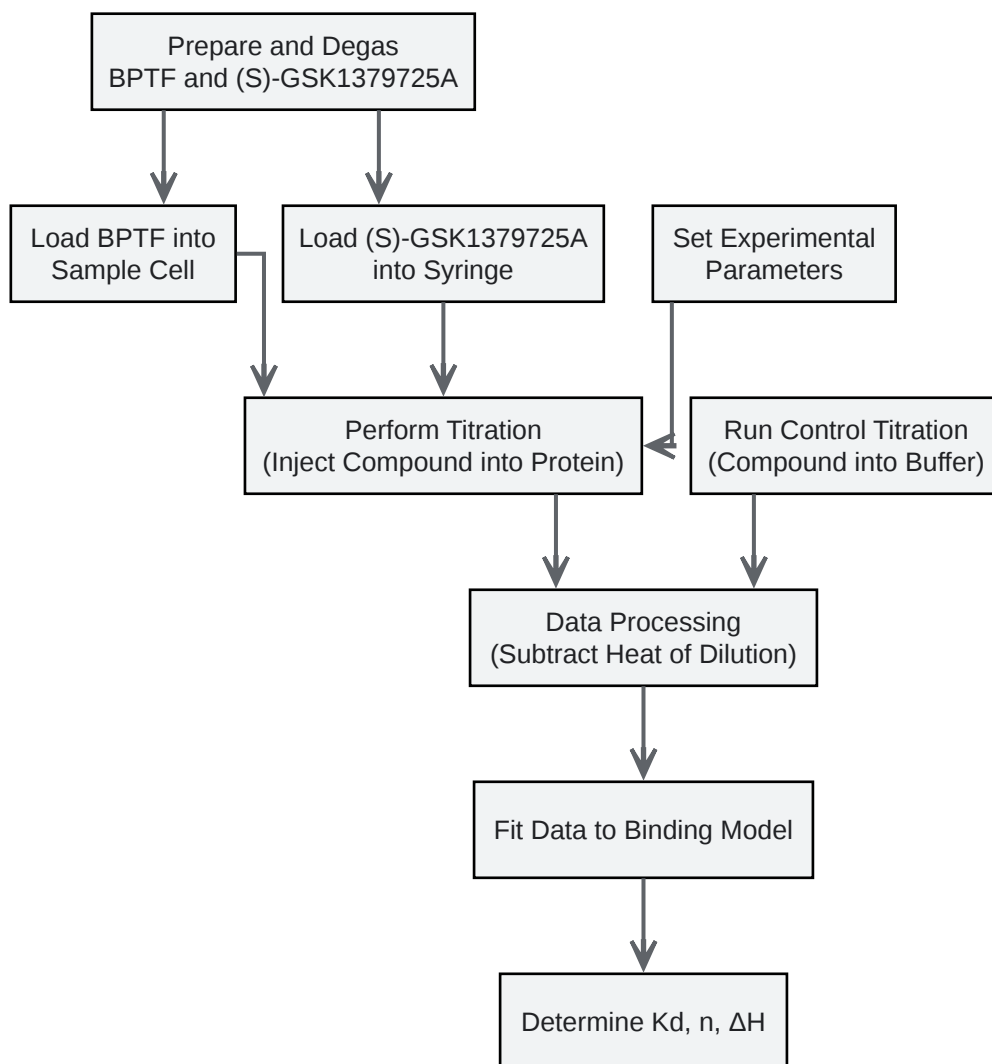 Prepare and Degas
BPTF and (S)-GSK1379725A
Load BPTF into
Sample Cell
Load (S)-GSK1379725A
into Syringe
Set Experimental
Parameters
Perform Titration
(Inject Compound into Protein)
Run Control Titration
(Compound into Buffer)
Data Processing
(Subtract Heat of Dilution)
Fit Data to Binding Model
Determine Kd, n, ΔH